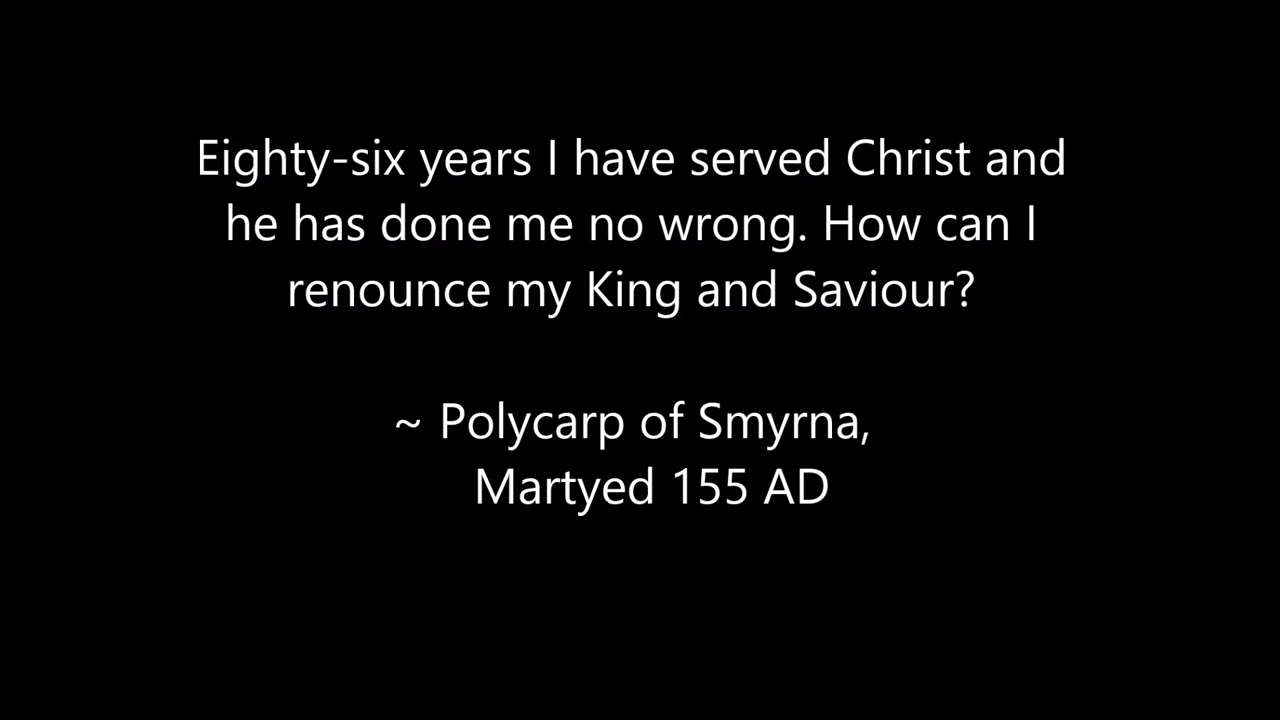 Eighty-six years I have served Christ and
he has done me no wrong. How can I
renounce my King and Saviour?
~ Polycarp of Smyrna,
Martyed 155 AD